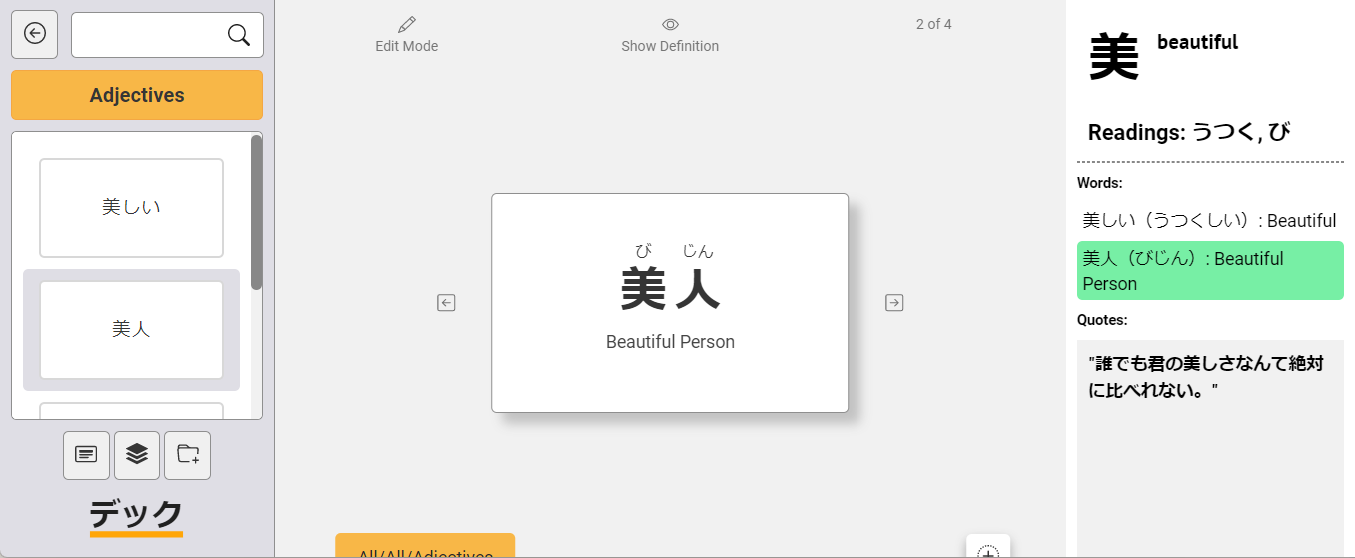 Adjectives
美しい
美人
デック
Edit Mode
Show Definition
2 of 4
び じん
美人
Beautiful Person
All/All/Adjectives
美 beautiful
Readings: うつく, び
Words:
美しい（うつくしい）: Beautiful
美人（びじん）: Beautiful
Person
Quotes:
"誰でも君の美しさなんて絶対
に比べれない。"